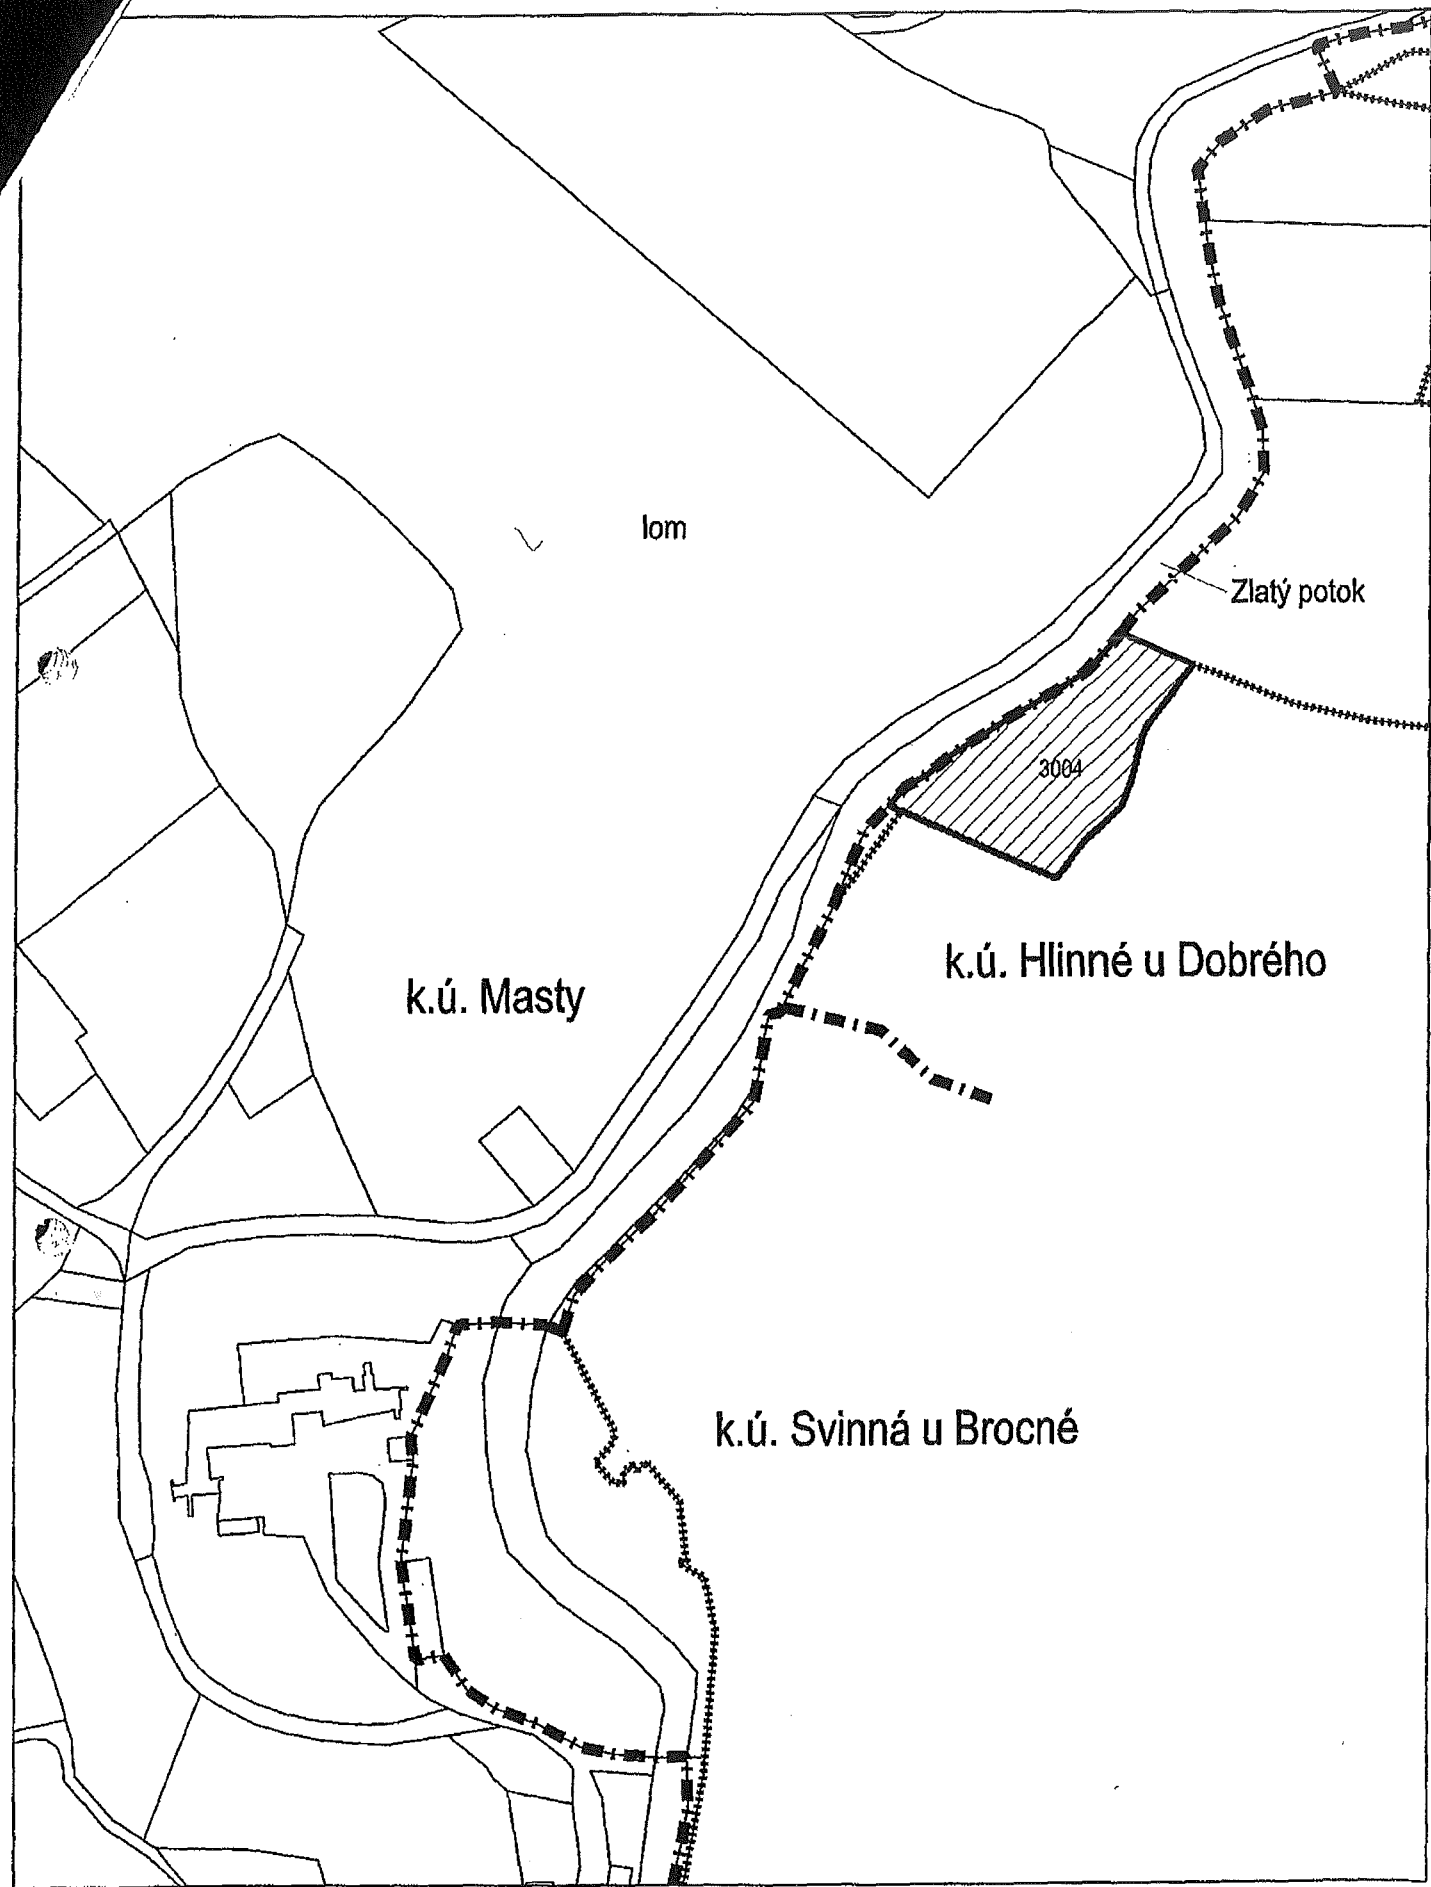 lom
Zlatý potok
3004
k.ú. Hlinné u Dobrého
k.ú. Masty
k.ú. Svinná u Brocné